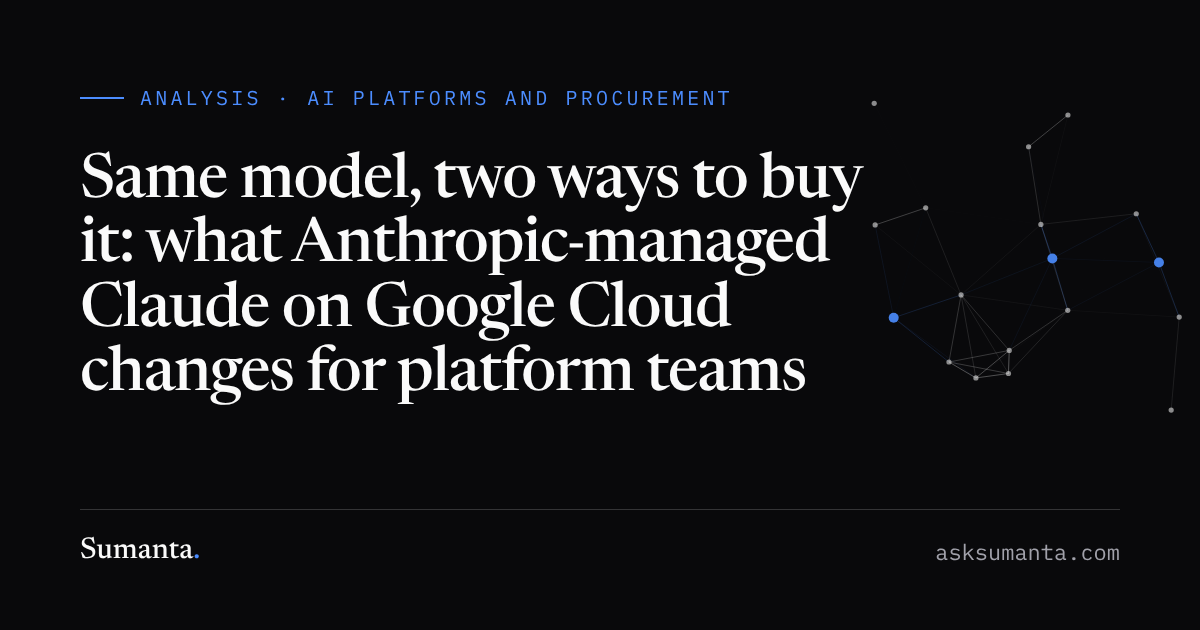 ANALYSIS · AI PLATFORMS AND PROCUREMENT
Same model, two ways to buy
it: what Anthropic-managed
Claude on Google Cloud
changes for platform teams
Sumanta.
asksumanta.com